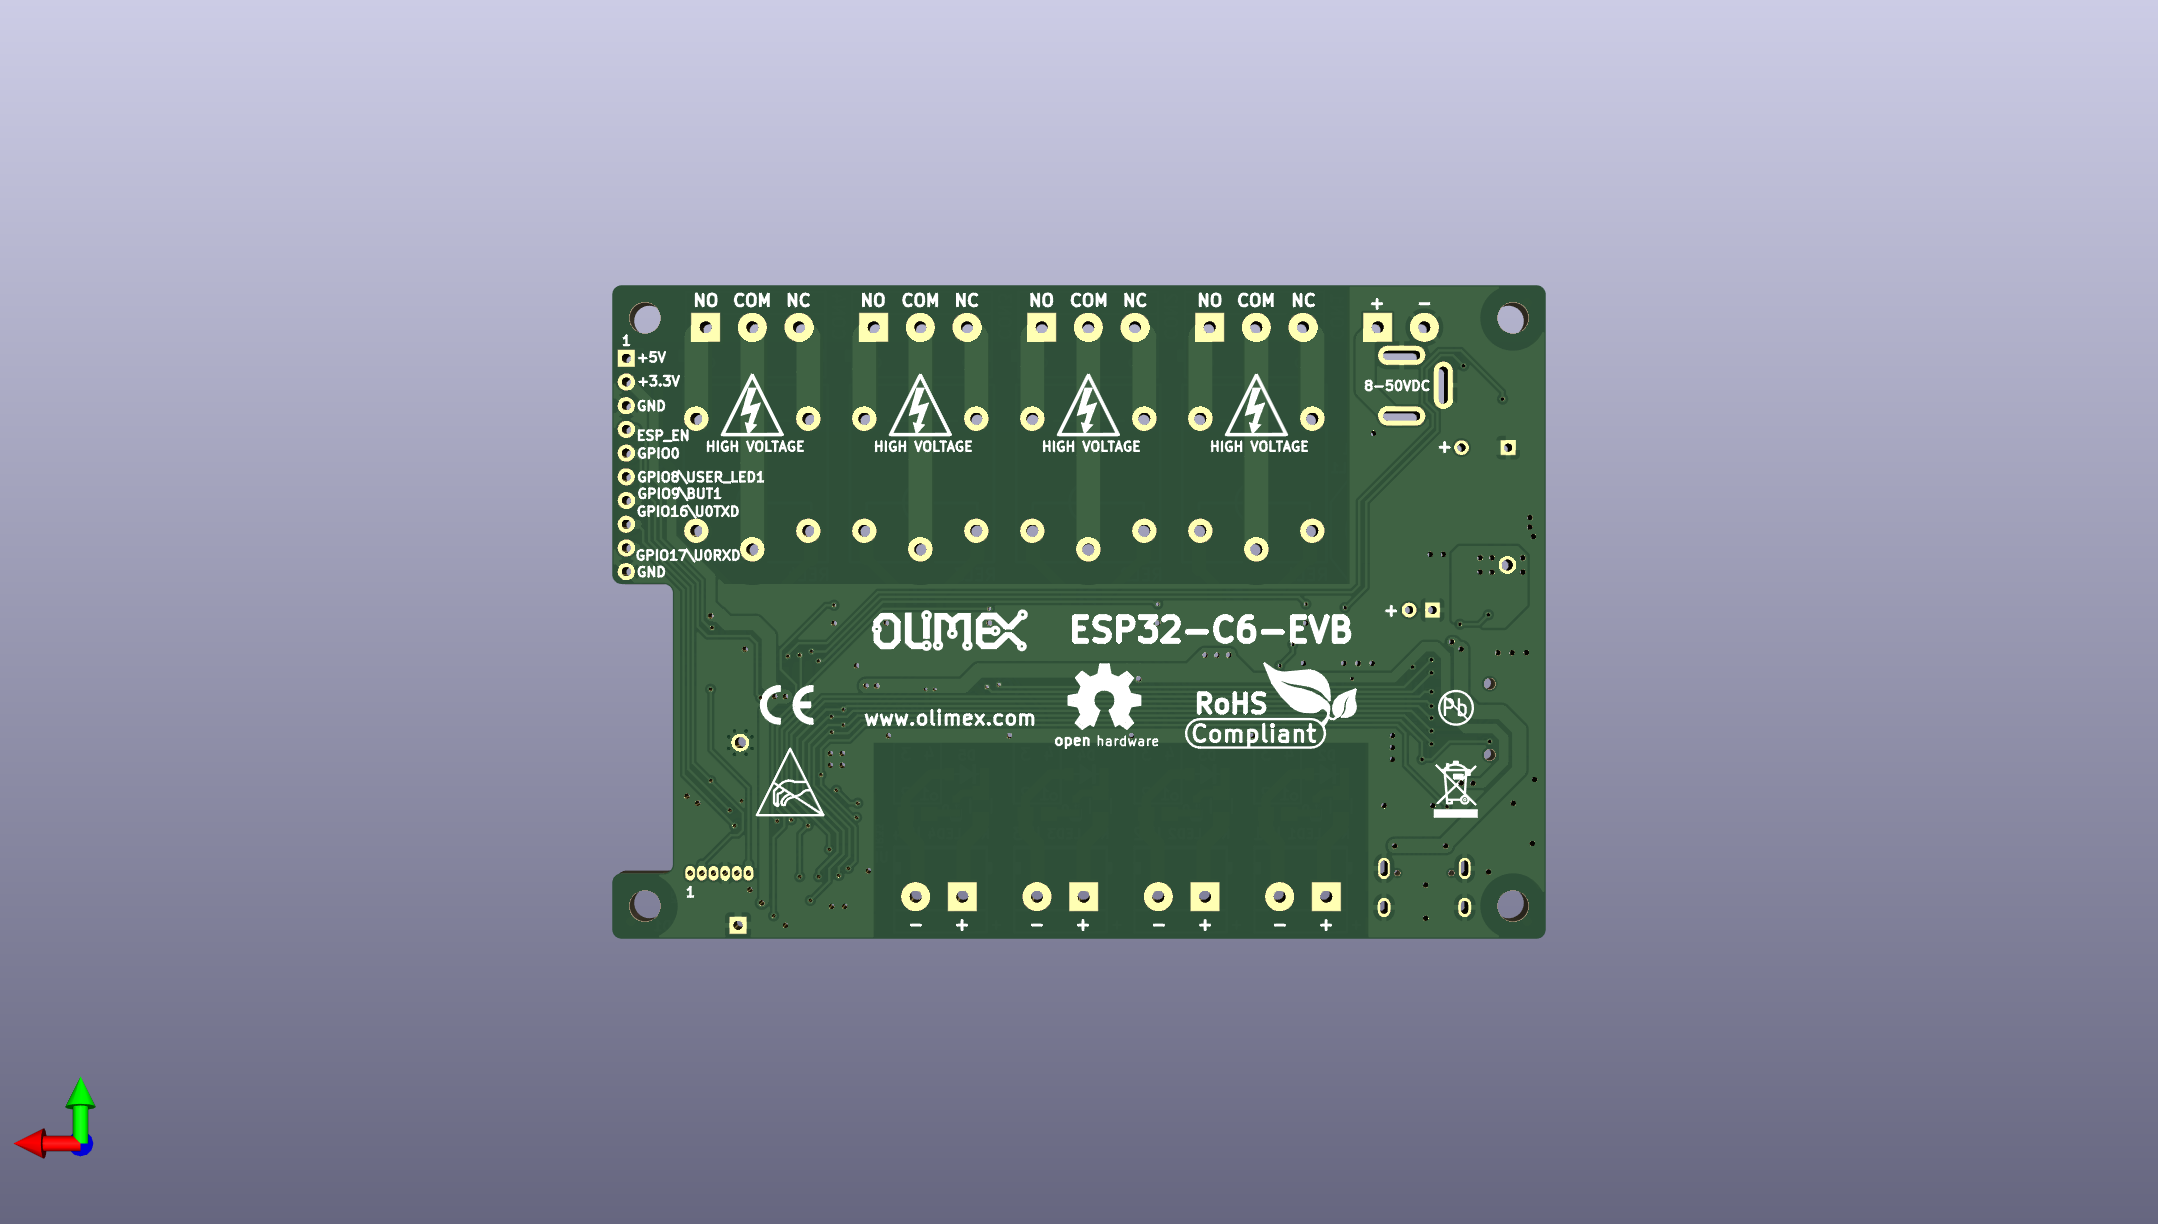 NO COM NC NO COM NC NO COM NC NO COM NC + −
1
+5V
+3.3V
8−50VDC
GND
ESP_EN
HIGH VOLTAGE HIGH VOLTAGE HIGH VOLTAGE HIGH VOLTAGE +
GPIO0
GPIO8\USER_LED1
GPIO9\BUT1
GPIO16\U0TXD
GPIO17\U0RXD
GND
+
OLIMEX ESP32-C6-EVB
CE
RoHS
Pb
www.olimex.com
Compliant
open hardware
1
− + − + − + − +